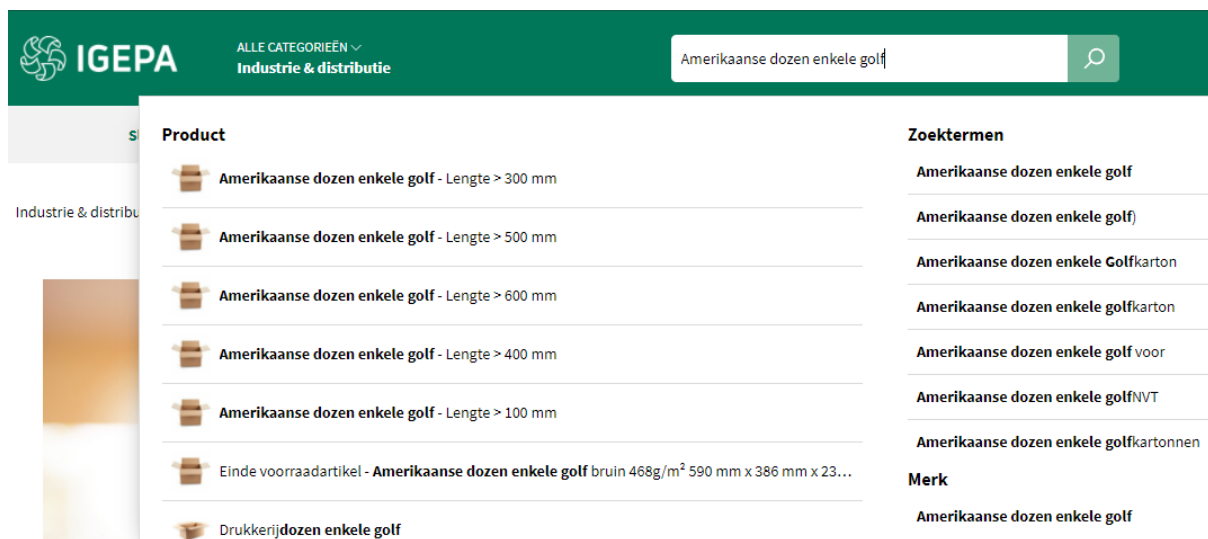 IGEPA
ALLE CATEGORIEËN
Industrie & distributie
Amerikaanse dozen enkele golf
Product
Amerikaanse dozen enkele golf - Lengte > 300 mm
Amerikaanse dozen enkele golf - Lengte > 500 mm
Amerikaanse dozen enkele golf - Lengte > 600 mm
Amerikaanse dozen enkele golf - Lengte > 400 mm
Amerikaanse dozen enkele golf - Lengte > 100 mm
Einde voorraadartikel - Amerikaanse dozen enkele golf bruin 468g/m² 590 mm x 386 mm x 23...
Drukkerijdozen enkele golf
Zoektermen
Amerikaanse dozen enkele golf
Amerikaanse dozen enkele golf)
Amerikaanse dozen enkele Golfkarton
Amerikaanse dozen enkele golfkarton
Amerikaanse dozen enkele golf voor
Amerikaanse dozen enkele golfNVT
Amerikaanse dozen enkele golfkartonnen
Merk
Amerikaanse dozen enkele golf
Industrie & distribu